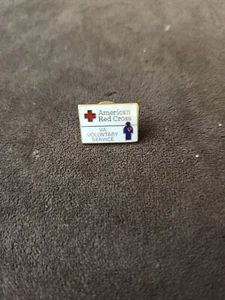 American
Red Cross
VA
VOLUNTARY
SERVICE